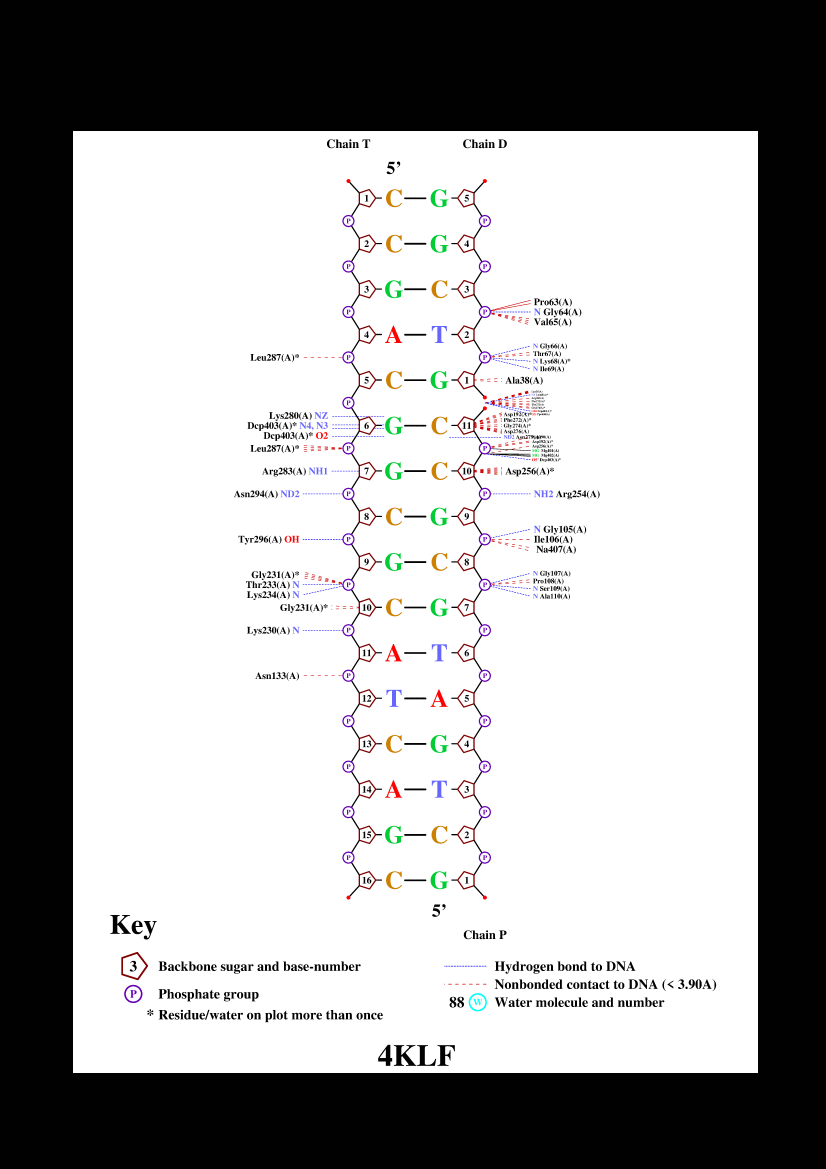 Chain T Chain D
5’
1 C G 5
P P
2 C G 4
P P
3 G C 3
Pro63(A)
P P N Gly64(A)
Val65(A)
4 A T 2
N Gly66(A)
Thr67(A)
Leu287(A)* P P
N Lys68(A)*
N Ile69(A)
5 C G 1 Ala38(A)
P
Asp192(A)*
Lys280(A) NZ
Phe272(A)*
Dcp403(A)* N4, N3 6 G C 11 Gly274(A)*
Asp276(A)
Dcp403(A)* O2
ND2 Asn279(A)
Leu287(A)* P P
Arg283(A) NH1 7 G C 10 Asp256(A)*
Asn294(A) ND2 P P NH2 Arg254(A)
8 C G 9
N Gly105(A)
Tyr296(A) OH P P Ile106(A)
Na407(A)
9 G C 8
Gly231(A)* N Gly107(A)
Pro108(A)
Thr233(A) N P P
N Ser109(A)
Lys234(A) N N Ala110(A)
Gly231(A)* 10 C G 7
Lys230(A) N P P
11 A T 6
Asn133(A) P P
12 T A 5
P P
13 C G 4
P P
14 A T 3
P P
15 G C 2
P P
16 C G 1
5’
Key
Chain P
3 Backbone sugar and base-number
Hydrogen bond to DNA
Nonbonded contact to DNA (< 3.90A)
P Phosphate group
88 W Water molecule and number
* Residue/water on plot more than once
4KLF